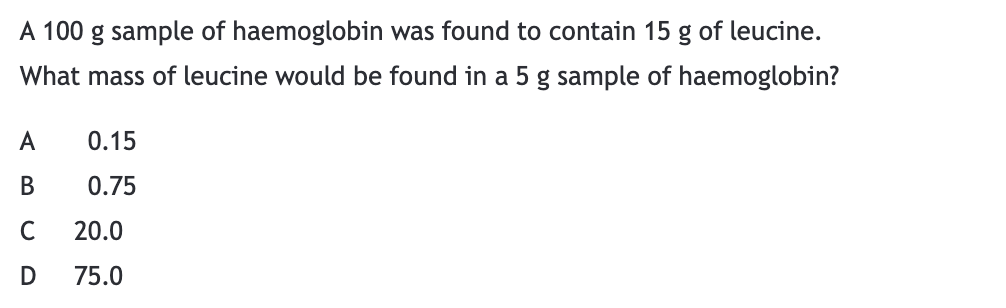 A 100 g sample of haemoglobin was found to contain 15 g of leucine.
What mass of leucine would be found in a 5 g sample of haemoglobin?
A 0.15
B 0.75
C 20.0
D 75.0